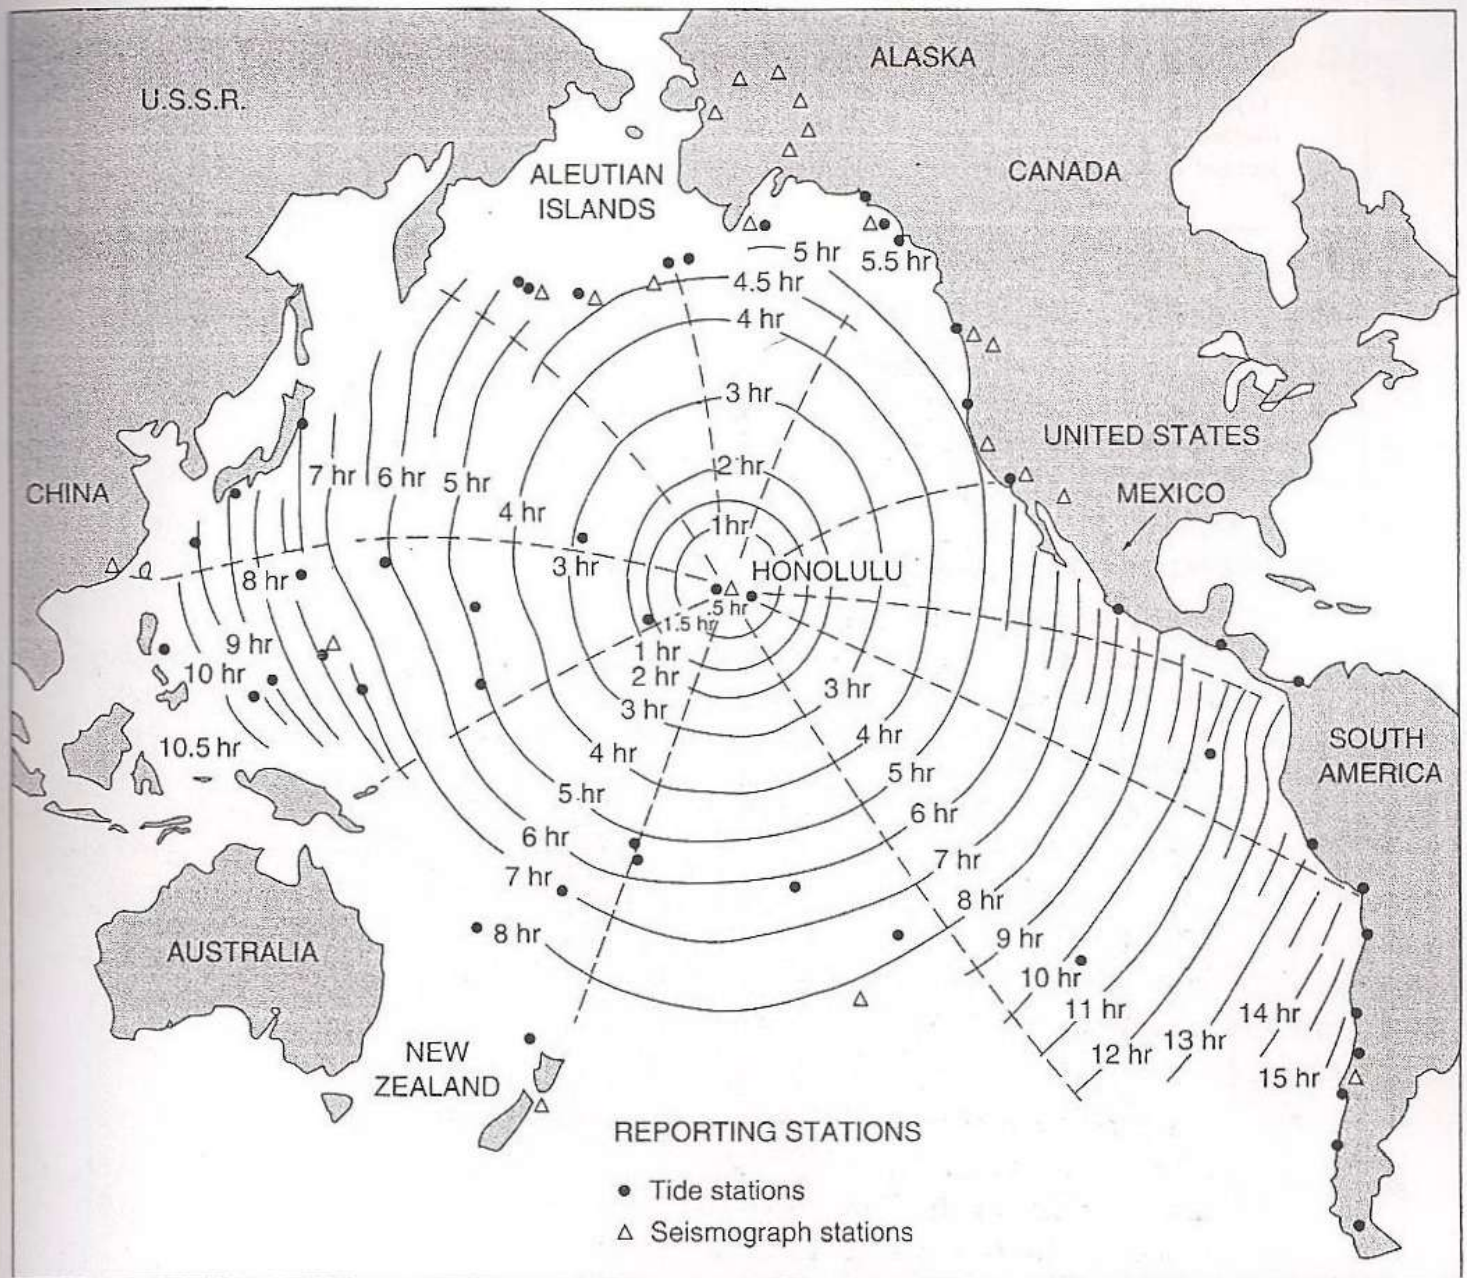 ALASKA
U.S.S.R.
CANADA
ALEUTIAN
ISLANDS
5 hr
5.5 hr
4.5 hr
4 hr
3 hr
UNITED STATES
2 hr
7 hr
6 hr
5 hr
MEXICO
CHINA
4 hr
1hr
3 hr
HONOLULU
8 hr
.5 hr
1.5 hr
9 hr
1 hr
10 hr
2 hr
3 hr
3 hr
10.5 hr
4 hr
4 hr
SOUTH
AMERICA
5 hr
5 hr
6 hr
6 hr
7 hr
7 hr
8 hr
8 hr
9 hr
AUSTRALIA
10 hr
11 hr
14 hr
12 hr
13 hr
NEW
ZEALAND
15 hr
REPORTING STATIONS
Tide stations
Seismograph stations